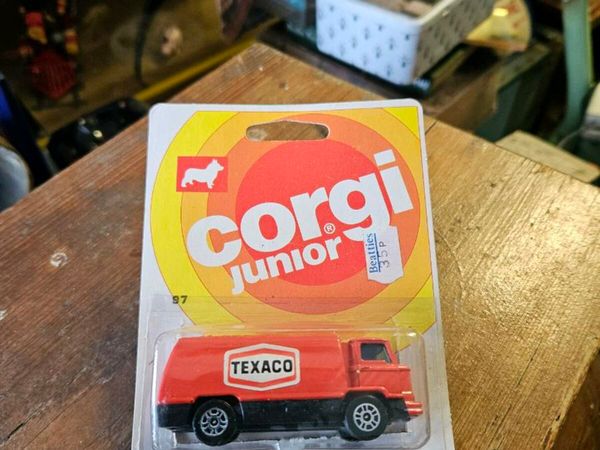 corgi
®
junior
Beatties
35P
97
TEXACO